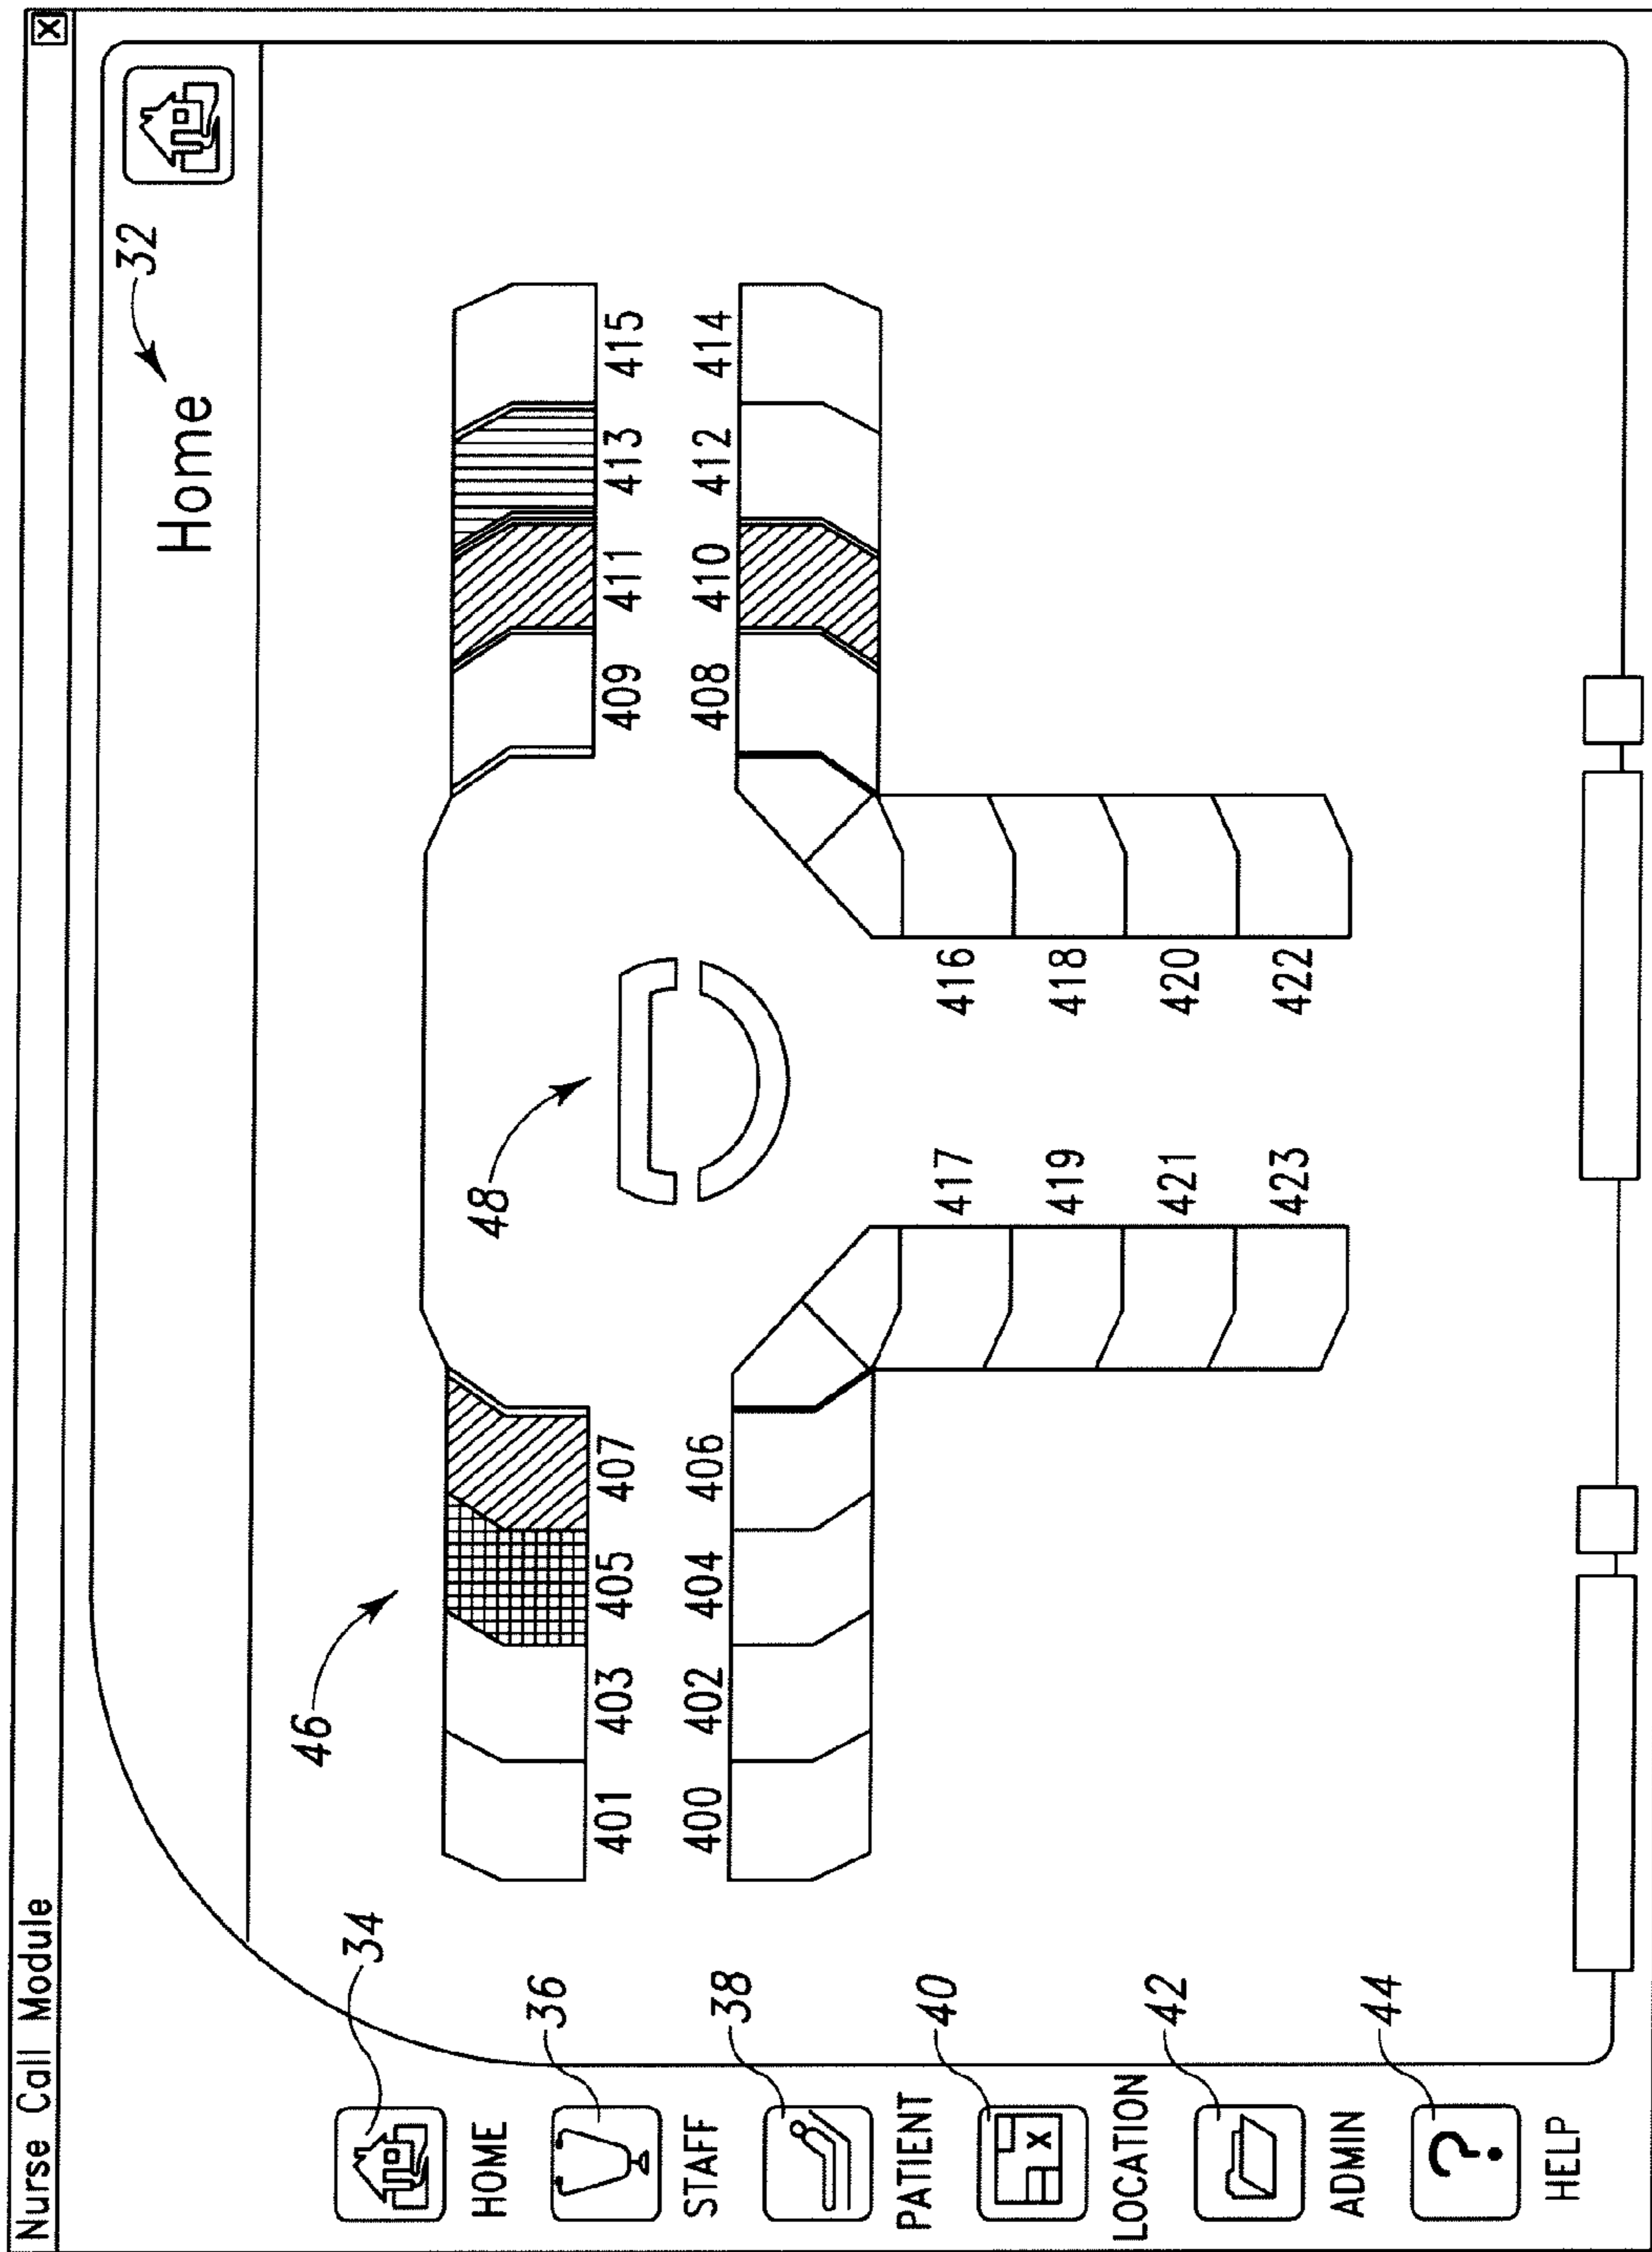 Nurse Call Module X
Home 32
34
HOME
36
STAFF
38
PATIENT
40
X
LOCATION
42
ADMIN
44
?
HELP
46
48
401 403 405 407 409 411 413 415
400 402 404 406 408 410 412 414
417 416
419 418
421 420
423 422